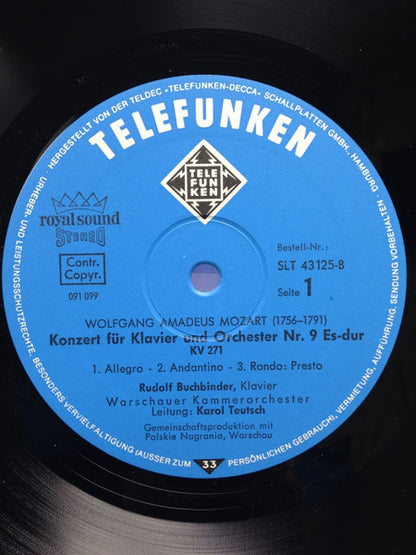 HERGESTELLT VON DER TELDEC »TELEFUNKEN-DECCA« SCHALLPLATTEN GMBH., HAMBURG ·
TELEFUNKEN
TELE
FUN
KEN
royal sound
STEREO
Contr.
Copyr.
091 099
Bestell-Nr.:
SLT 43125-B
Seite 1
WOLFGANG AMADEUS MOZART (1756–1791)
Konzert für Klavier und Orchester Nr. 9 Es-dur
KV 271
1. Allegro - 2. Andantino - 3. Rondo: Presto
Rudolf Buchbinder, Klavier
Warschauer Kammerorchester
Leitung: Karol Teutsch
Gemeinschaftsproduktion mit
Polskie Nagrania, Warschau
URHEBER- UND LEISTUNGSSCHUTZRECHTE, BESONDERS VERVIELFÄLTIGUNG (AUSSER ZUM PERSÖNLICHEN GEBRAUCH), VERMIETUNG, AUFFÜHRUNG, SENDUNG VORBEHALTEN
33